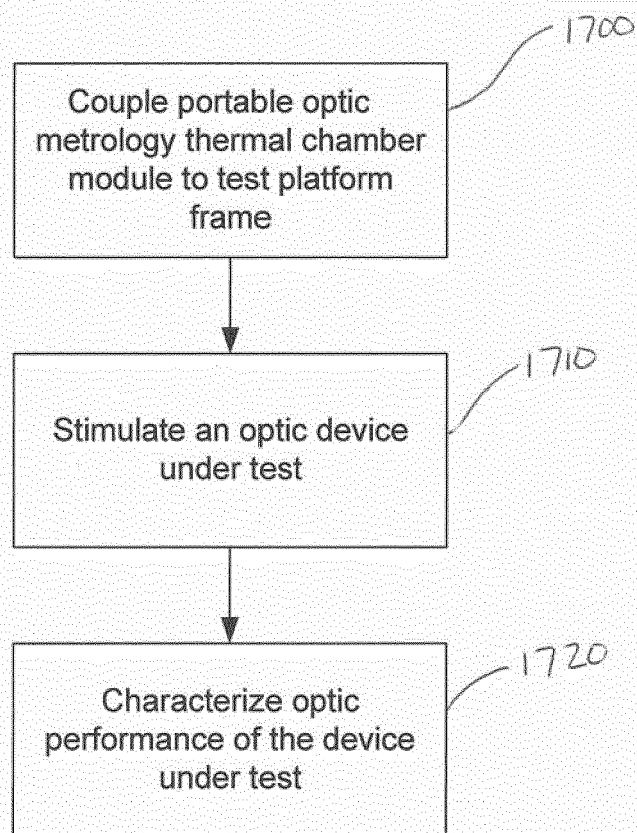 1700
Couple portable optic
metrology thermal chamber
module to test platform
frame
1710
Stimulate an optic device
under test
1720
Characterize optic
performance of the device
under test